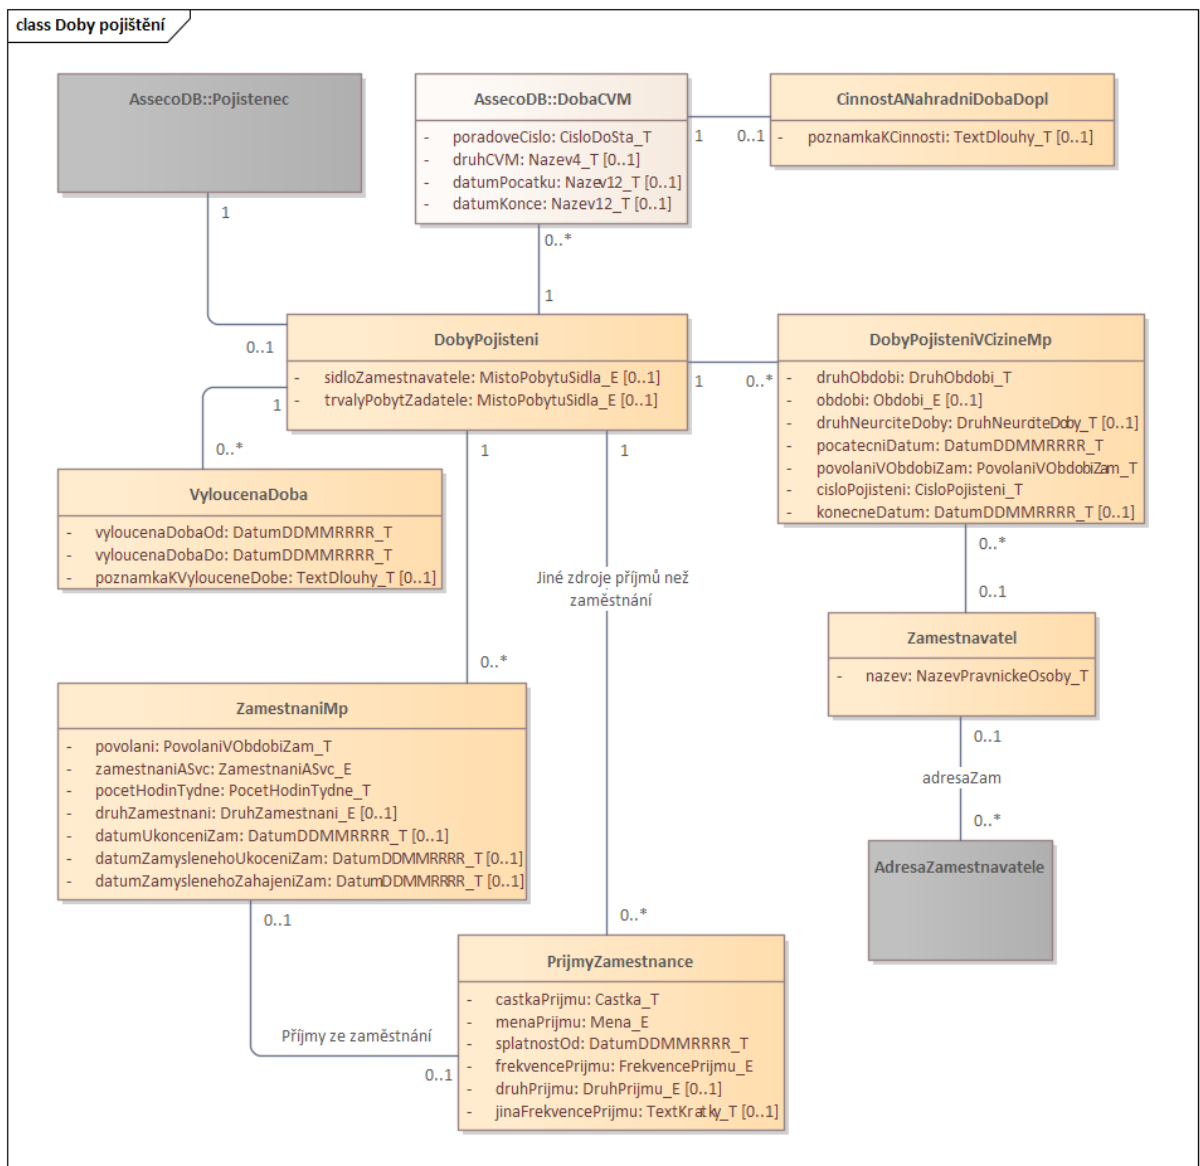 class Doby pojištění
AssecoDB::Pojistenec
AssecoDB::DobaCVM
- poradoveCislo: CisloDoSta_T
- druhCVM: Nazev4_T [0..1]
- datumPocatku: Nazev12_T [0..1]
- datumKonce: Nazev12_T [0..1]
CinnostANahradniDobaDopl
- poznamkaKCinnosti: TextDlouhy_T [0..1]
1
0..1
1
0..*
1
0..1
DobyPojisteni
- sidloZamestnavatele: MistoPobytuSidla_E [0..1]
- trvalyPobytZadatele: MistoPobytuSidla_E [0..1]
1
0..*
DobyPojisteniVCizineMp
- druhObdobi: DruhObdobi_T
- obdobi: Obdobi_E [0..1]
- druhNeurciteDoby: DruhNeurciteDoby_T [0..1]
- pocatecniDatum: DatumDDMMRRRR_T
- povolaniVObdobiZam: PovolaniVObdobiZam_T
- cisloPojisteni: CisloPojisteni_T
- konecneDatum: DatumDDMMRRRR_T [0..1]
1
0..*
1
1
VyloucenaDoba
- vyloucenaDobaOd: DatumDDMMRRRR_T
- vyloucenaDobaDo: DatumDDMMRRRR_T
- poznamkaKVylouceneDobe: TextDlouhy_T [0..1]
0..*
0..1
Jiné zdroje příjmů než
zaměstnání
Zamestnavatel
- nazev: NazevPravnickeOsoby_T
0..*
ZamestnaniMp
- povolani: PovolaniVObdobiZam_T
- zamestnaniASvc: ZamestnaniASvc_E
- pocetHodinTydne: PocetHodinTydne_T
- druhZamestnani: DruhZamestnani_E [0..1]
- datumUkonceniZam: DatumDDMMRRRR_T [0..1]
- datumZamyslenehoUkoceniZam: DatumDDMMRRRR_T [0..1]
- datumZamyslenehoZahajeniZam: DatumDDMMRRRR_T [0..1]
0..1
adresaZam
0..*
AdresaZamestnavatele
0..1
0..*
PrijmyZamestnance
- castkaPrijmu: Castka_T
- menaPrijmu: Mena_E
- splatnostOd: DatumDDMMRRRR_T
- frekvencePrijmu: FrekvencePrijmu_E
- druhPrijmu: DruhPrijmu_E [0..1]
- jinaFrekvencePrijmu: TextKratky_T [0..1]
Příjmy ze zaměstnání
0..1